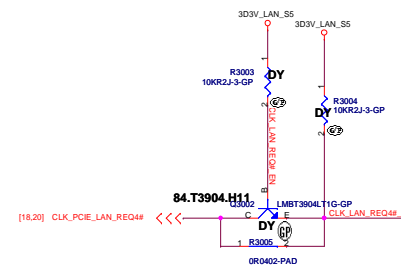 3D3V_LAN_S5
3D3V_LAN_S5
1
R3003
10KR2J-3-GP
DY
2
1
R3004
10KR2J-3-GP
DY
2
CLK_LAN_REQ#_EN
84.T3904.H11
B
Q3002
LMBT3904LT1G-GP
[18,20] CLK_PCIE_LAN_REQ4#
C
E
CLK_LAN_REQ4#_
DY
GP
1
R3005
2
0R0402-PAD